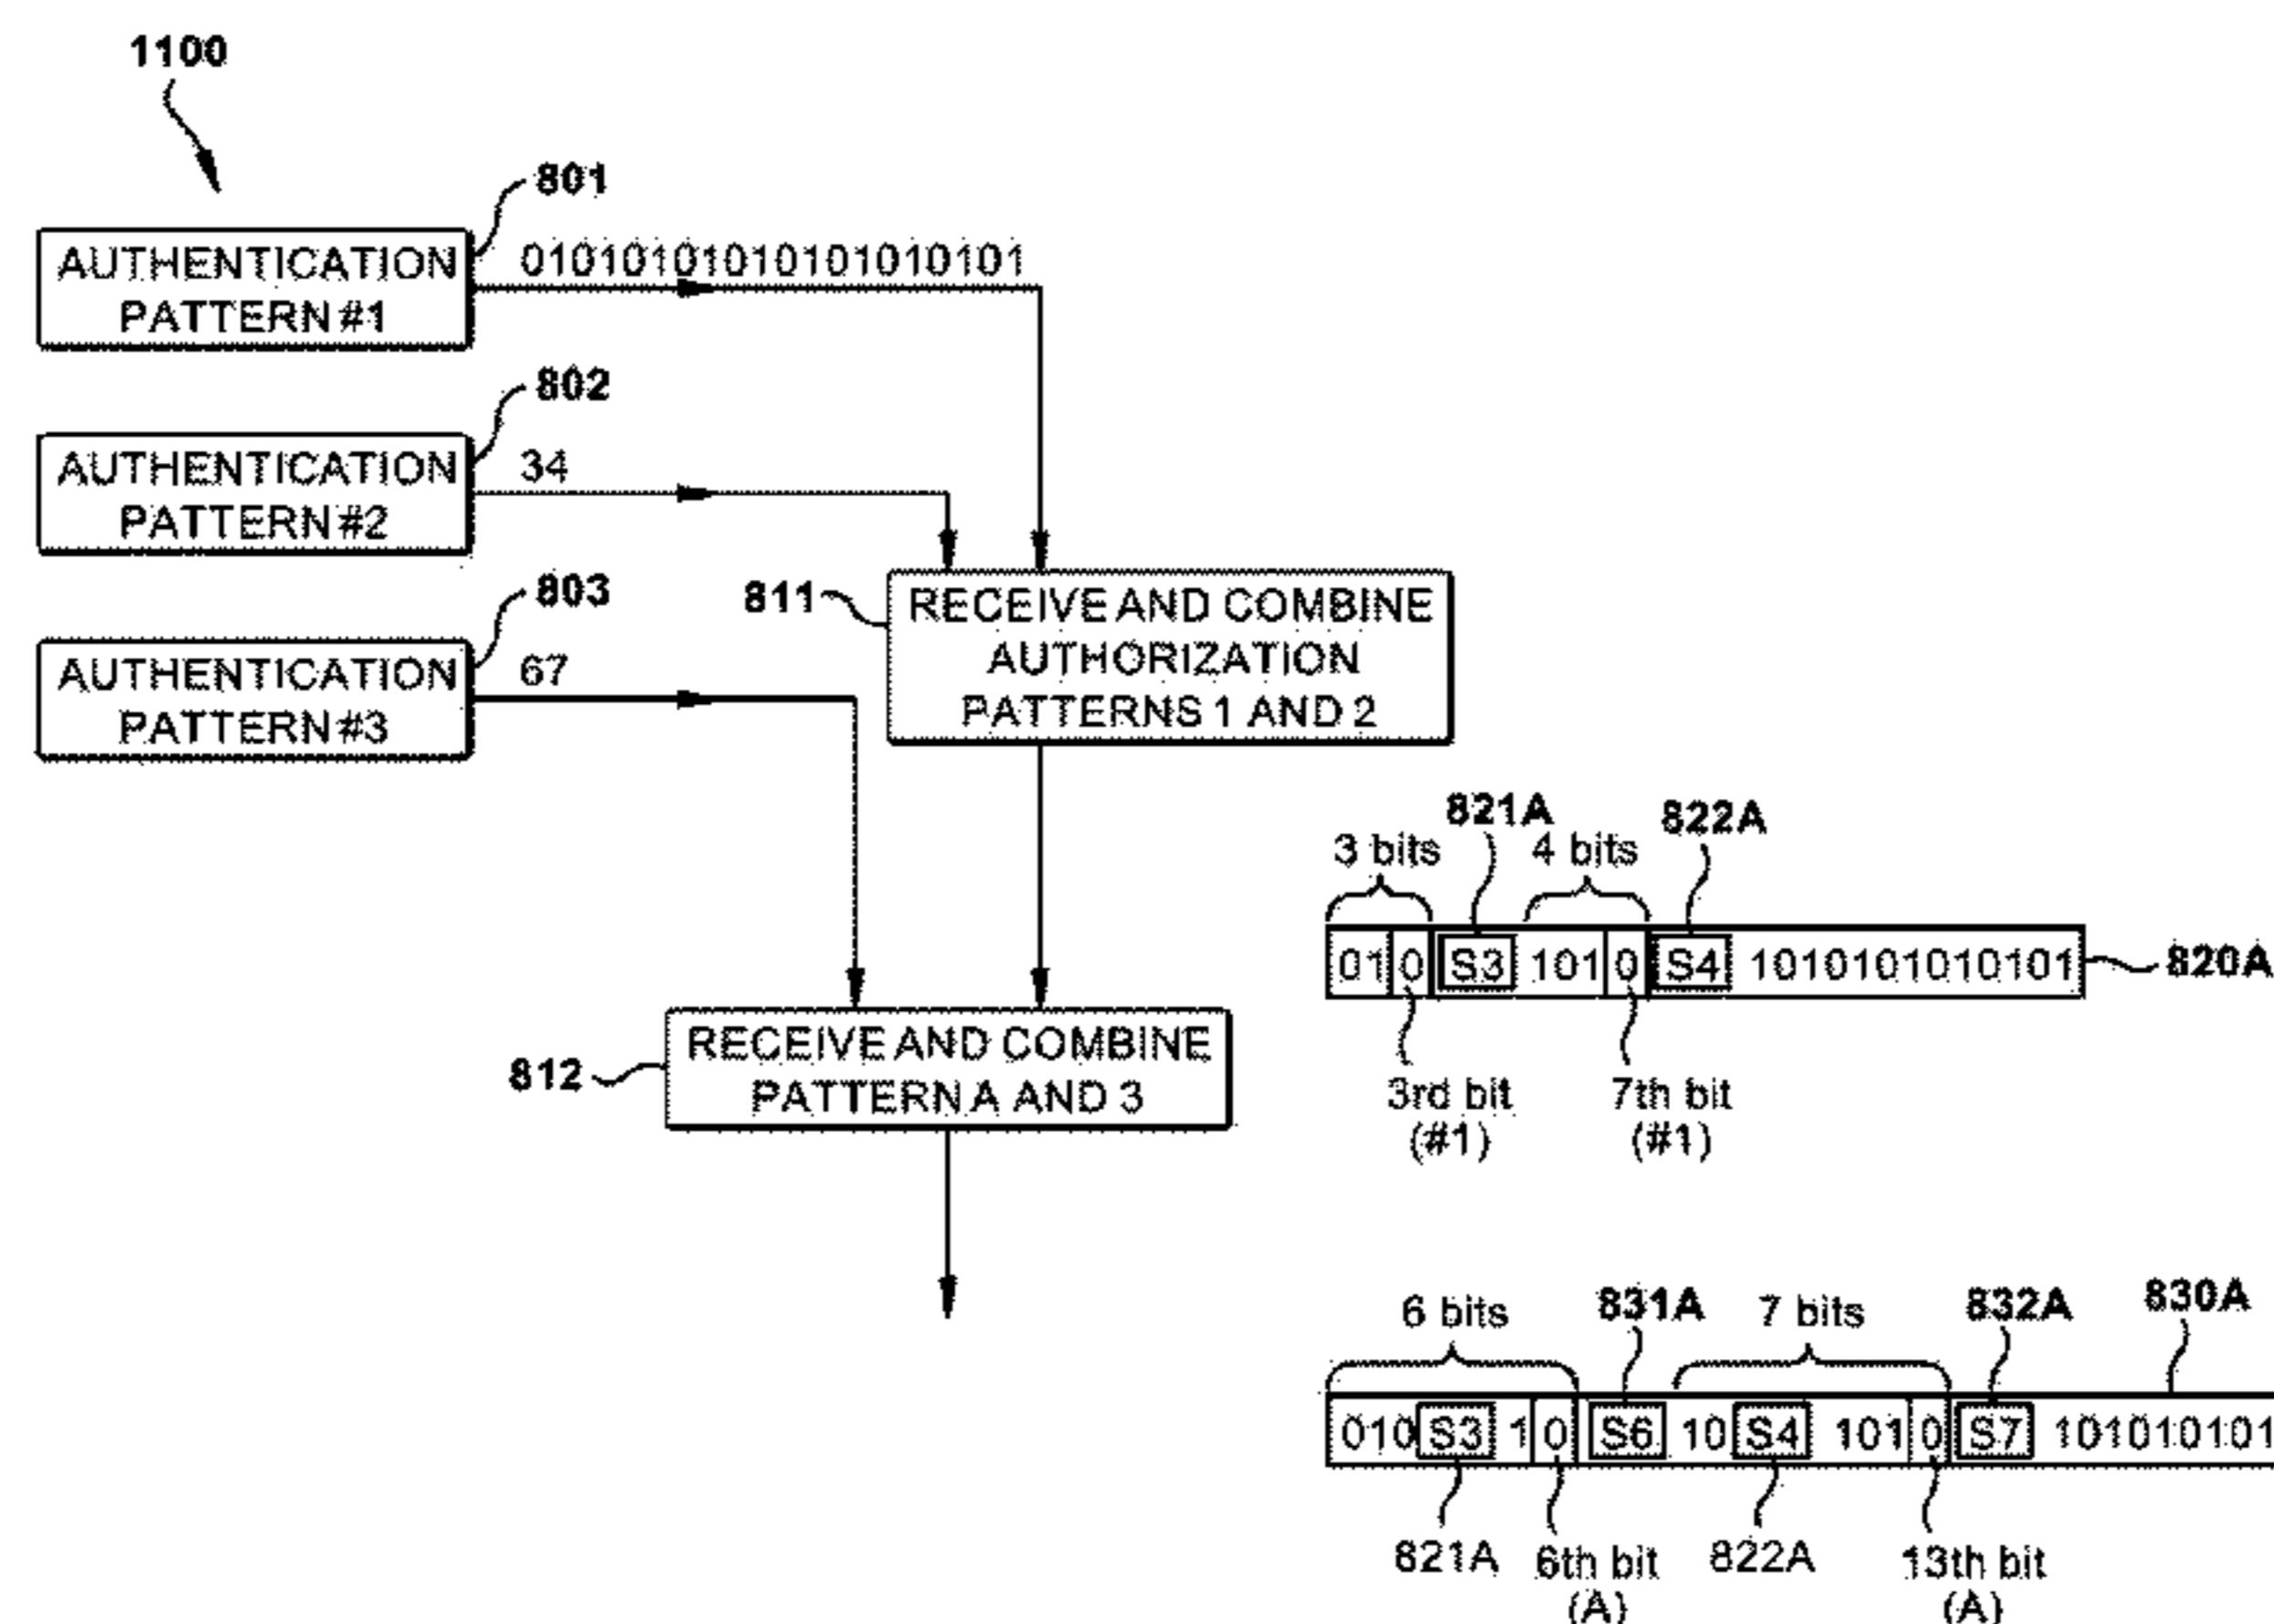 1100
801
AUTHENTICATION
PATTERN #1
01010101010101010101
802
AUTHENTICATION
PATTERN #2
34
803
AUTHENTICATION
PATTERN #3
67
811
RECEIVE AND COMBINE
AUTHORIZATION
PATTERNS 1 AND 2
812
RECEIVE AND COMBINE
PATTERN A AND 3
821A
822A
3 bits
4 bits
01 0 S3 101 0 S4 1010101010101
820A
3rd bit
(#1)
7th bit
(#1)
6 bits
831A
7 bits
832A
830A
010 S3 1 0 S6 10 S4 101 0 S7 101010101
821A
6th bit
(A)
822A
13th bit
(A)